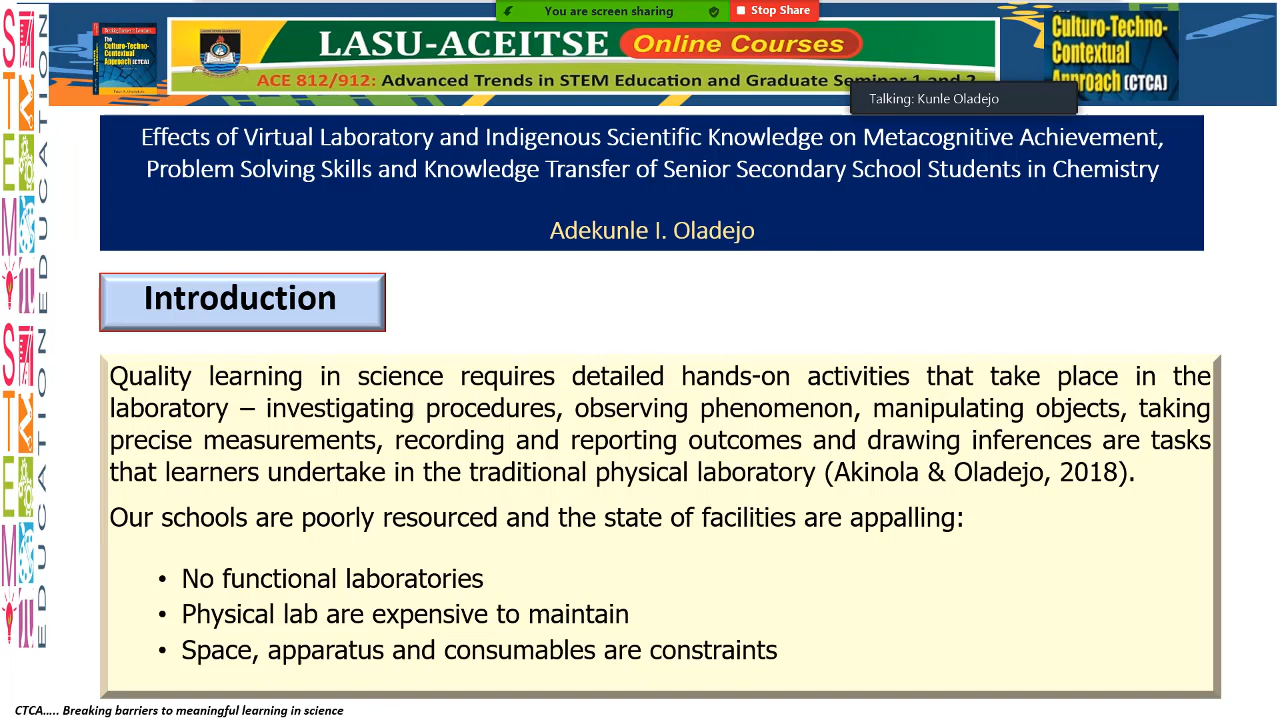 You are screen sharing
Stop Share
LASU-ACEITSE Online Courses
ACE 812/912: Advanced Trends in STEM Education and Graduate Seminar 1 and 2
The
Culturo-Techno-
Contextual
Approach (CTCA)
Culturo-Techno-
Contextual
Approach (CTCA)
Talking: Kunle Oladejo
STEM EDUCATION
STEM EDUCATION
Effects of Virtual Laboratory and Indigenous Scientific Knowledge on Metacognitive Achievement,
Problem Solving Skills and Knowledge Transfer of Senior Secondary School Students in Chemistry
Adekunle I. Oladejo
Introduction
Quality learning in science requires detailed hands-on activities that take place in the
laboratory – investigating procedures, observing phenomenon, manipulating objects, taking
precise measurements, recording and reporting outcomes and drawing inferences are tasks
that learners undertake in the traditional physical laboratory (Akinola & Oladejo, 2018).
Our schools are poorly resourced and the state of facilities are appalling:
• No functional laboratories
• Physical lab are expensive to maintain
• Space, apparatus and consumables are constraints
CTCA..... Breaking barriers to meaningful learning in science